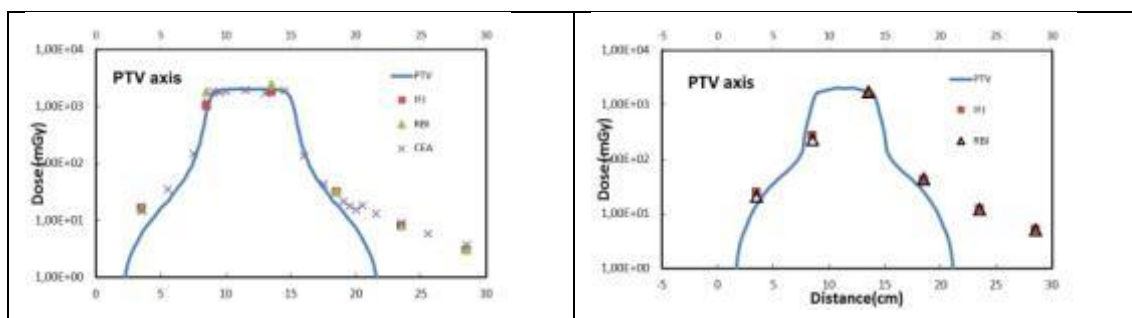 0 5 10 15 20 25 30
1,00E+04
PTV axis
PTV
IFJ
RBI
CEA
1,00E+03
Dose(mGy)
1,00E+02
1,00E+01
1,00E+00
0 5 10 15 20 25 30
-5 0 5 10 15 20 25 30
1,00E+04
PTV axis
PTV
IFJ
RBI
1,00E+03
Dose(mGy)
1,00E+02
1,00E+01
1,00E+00
-5 0 5 10 15 20 25 30
Distance(cm)